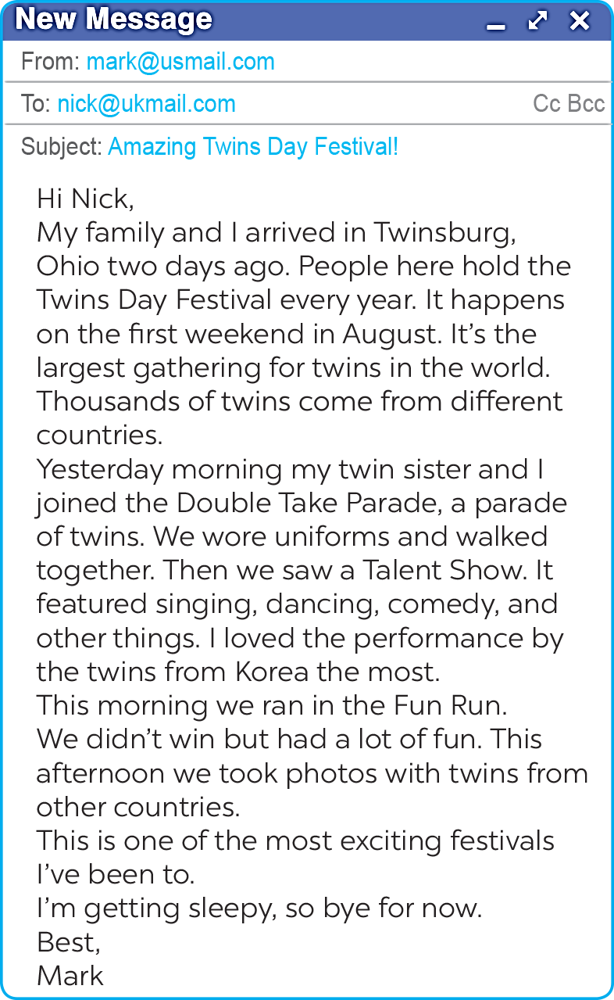 New Message
From: mark@usmail.com
To: nick@ukmail.com Cc Bcc
Subject: Amazing Twins Day Festival!
Hi Nick,
My family and I arrived in Twinsburg,
Ohio two days ago. People here hold the
Twins Day Festival every year. It happens
on the first weekend in August. It’s the
largest gathering for twins in the world.
Thousands of twins come from different
countries.
Yesterday morning my twin sister and I
joined the Double Take Parade, a parade
of twins. We wore uniforms and walked
together. Then we saw a Talent Show. It
featured singing, dancing, comedy, and
other things. I loved the performance by
the twins from Korea the most.
This morning we ran in the Fun Run.
We didn’t win but had a lot of fun. This
afternoon we took photos with twins from
other countries.
This is one of the most exciting festivals
I’ve been to.
I’m getting sleepy, so bye for now.
Best,
Mark